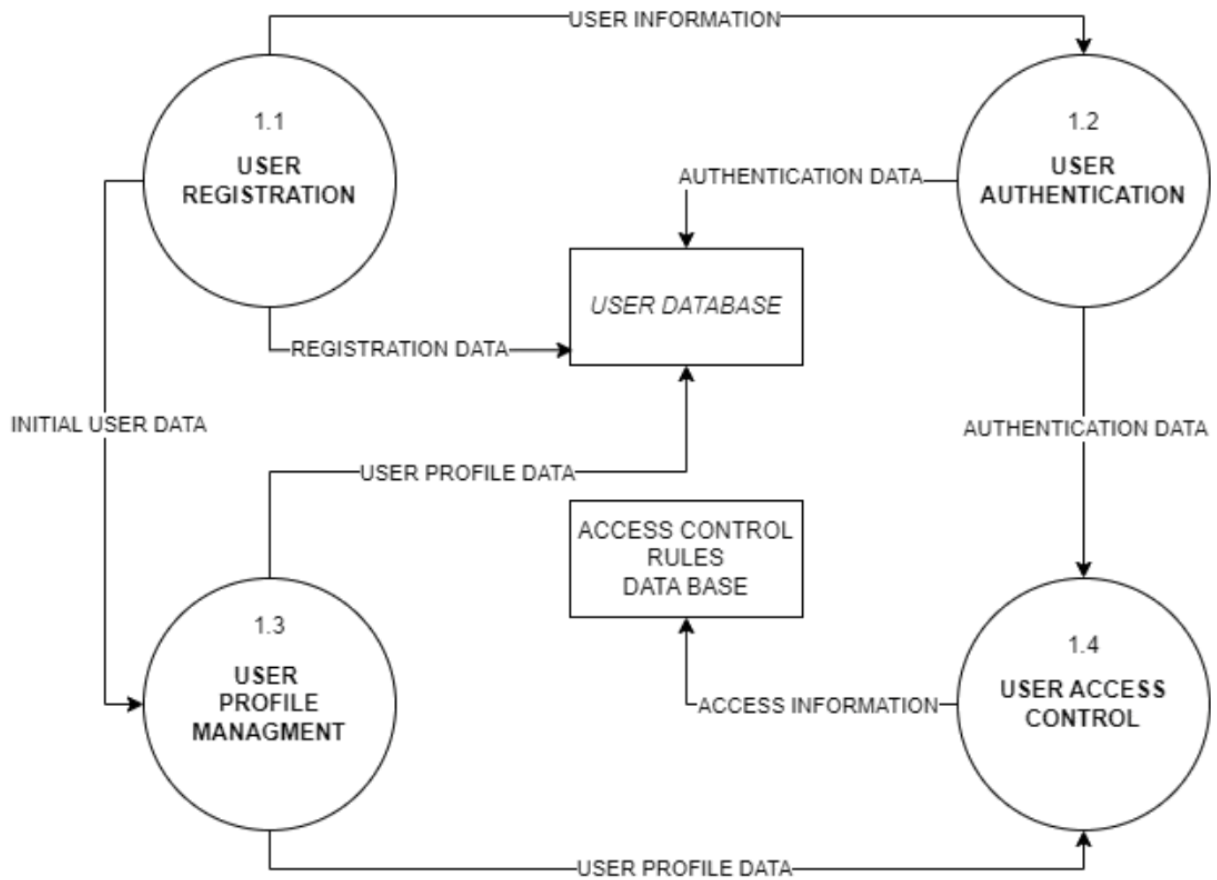 USER INFORMATION
1.1
USER
REGISTRATION
1.2
USER
AUTHENTICATION
AUTHENTICATION DATA
USER DATABASE
REGISTRATION DATA
INITIAL USER DATA
AUTHENTICATION DATA
USER PROFILE DATA
ACCESS CONTROL
RULES
DATA BASE
1.3
USER
PROFILE
MANAGMENT
1.4
USER ACCESS
CONTROL
ACCESS INFORMATION
USER PROFILE DATA